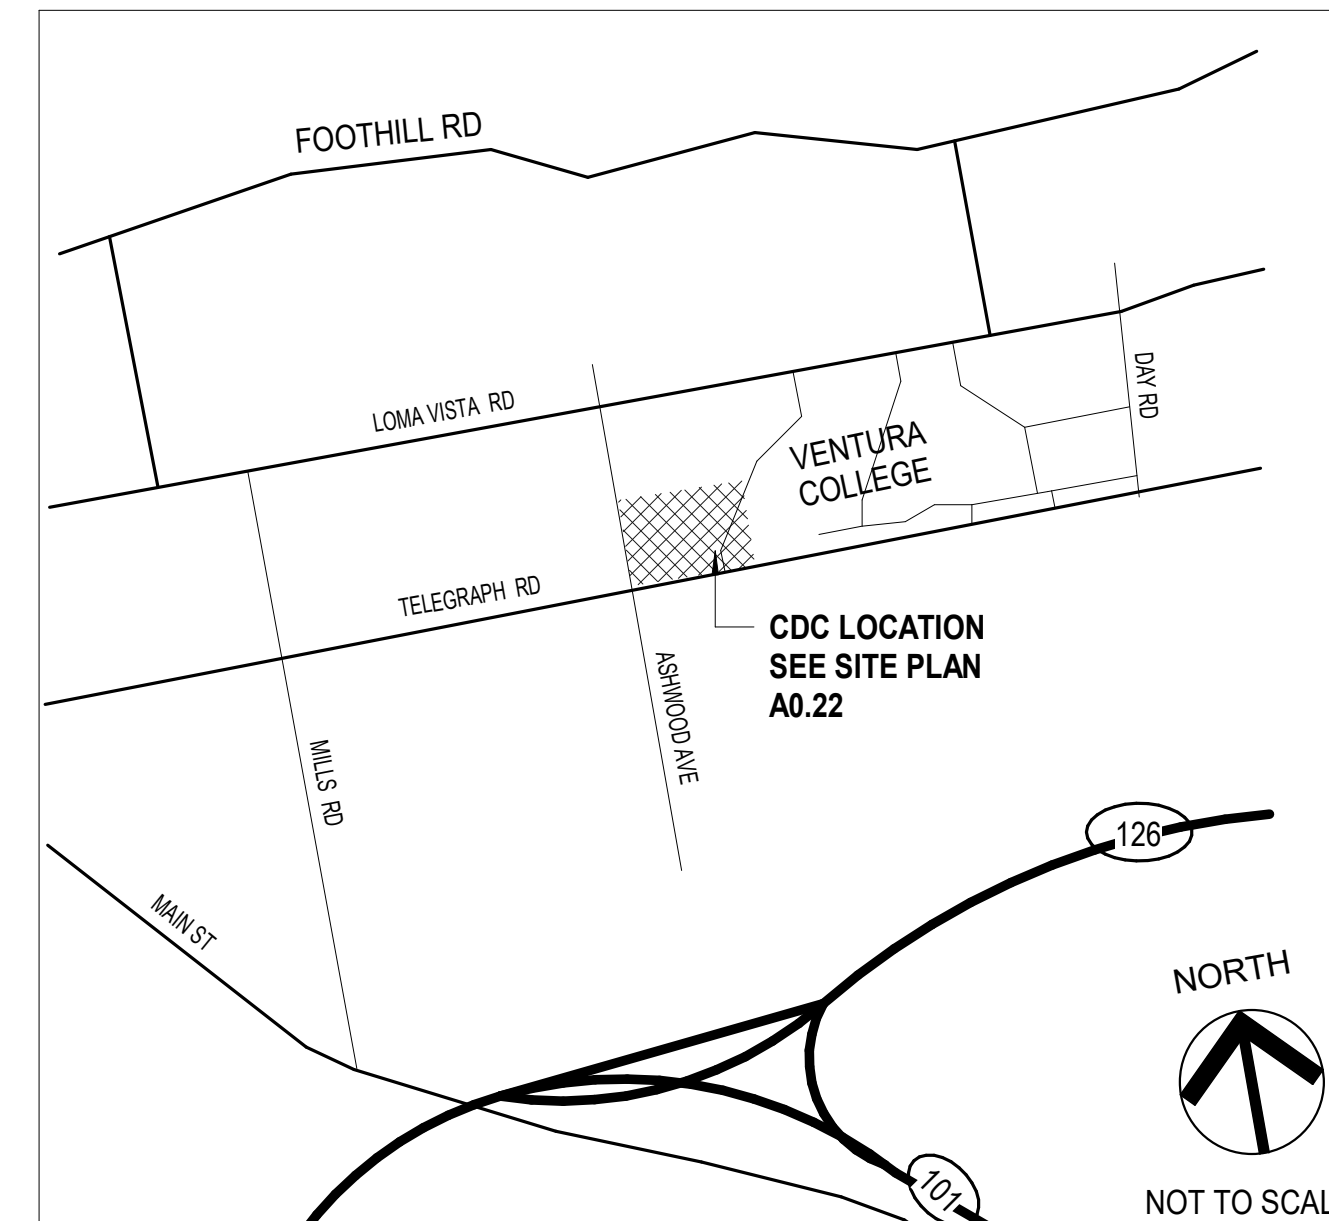 FOOTHILL RD
LOMA VISTA RD
DAY RD
VENTURA
COLLEGE
TELEGRAPH RD
CDC LOCATION
SEE SITE PLAN
A0.22
ASHWOOD AVE
MILLS RD
126
MAIN ST
NORTH
101
NOT TO SCAL